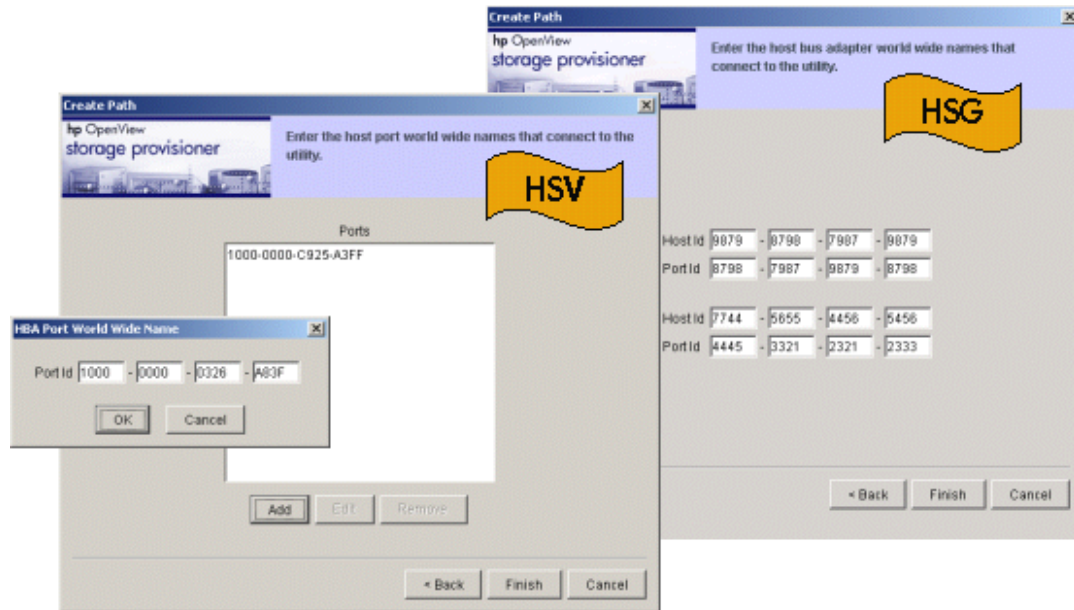 Create Path
hp OpenView
storage provisioner
Enter the host bus adapter world wide names that
connect to the utility.
HSG
Host Id 9879 - 8798 - 7987 - 9879
Port Id 8798 - 7987 - 9879 - 8798
Host Id 7744 - 5655 - 4456 - 5456
Port Id 4445 - 3321 - 2321 - 2333
< Back Finish Cancel
Create Path
hp OpenView
storage provisioner
Enter the host port world wide names that connect to the
utility.
HSV
Ports
1000-0000-C925-A3FF
Add Edit Remove
< Back Finish Cancel
HBA Port World Wide Name
Port Id 1000 - 0000 - 0326 - A83F
OK Cancel